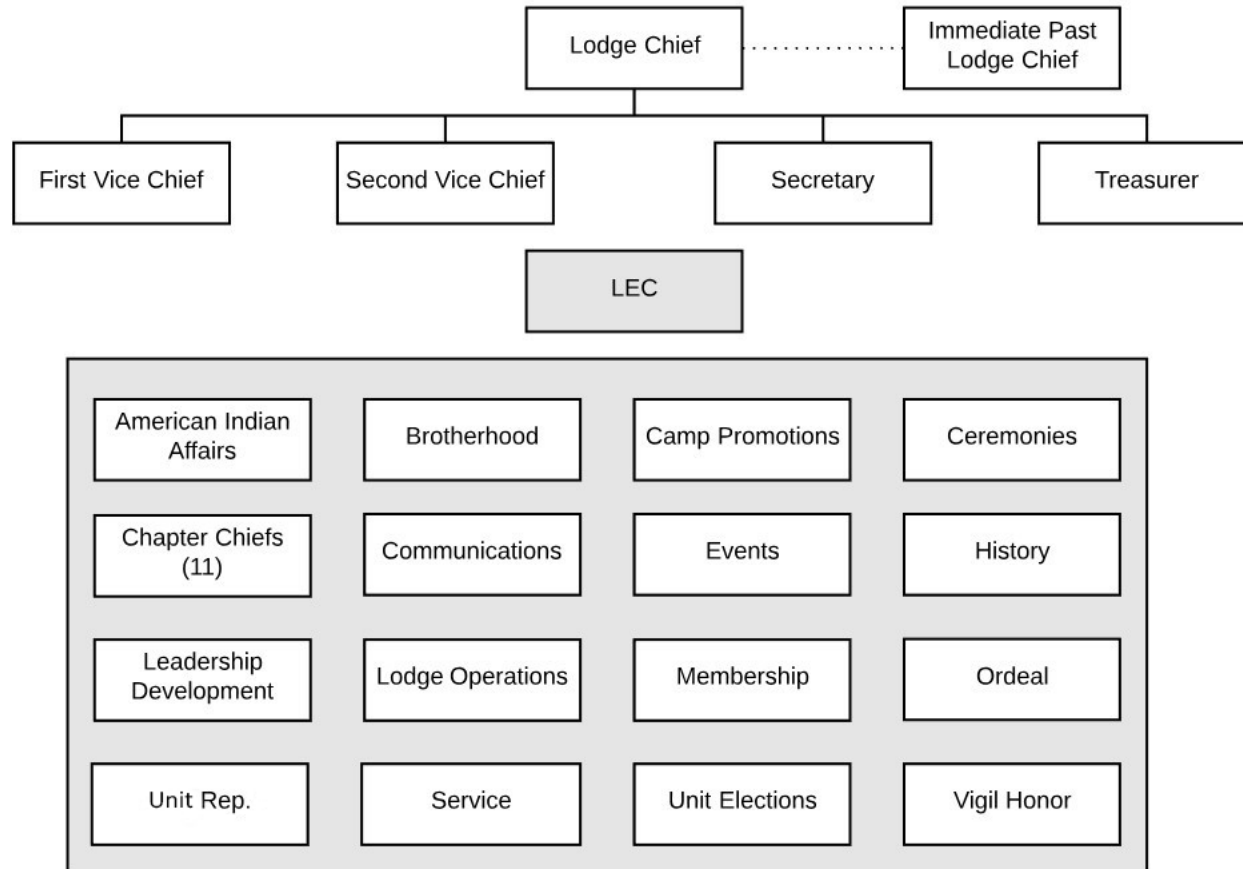 Lodge Chief
Immediate Past
Lodge Chief
First Vice Chief
Second Vice Chief
Secretary
Treasurer
LEC
American Indian
Affairs
Brotherhood
Camp Promotions
Ceremonies
Chapter Chiefs
(11)
Communications
Events
History
Leadership
Development
Lodge Operations
Membership
Ordeal
Unit Rep.
Service
Unit Elections
Vigil Honor